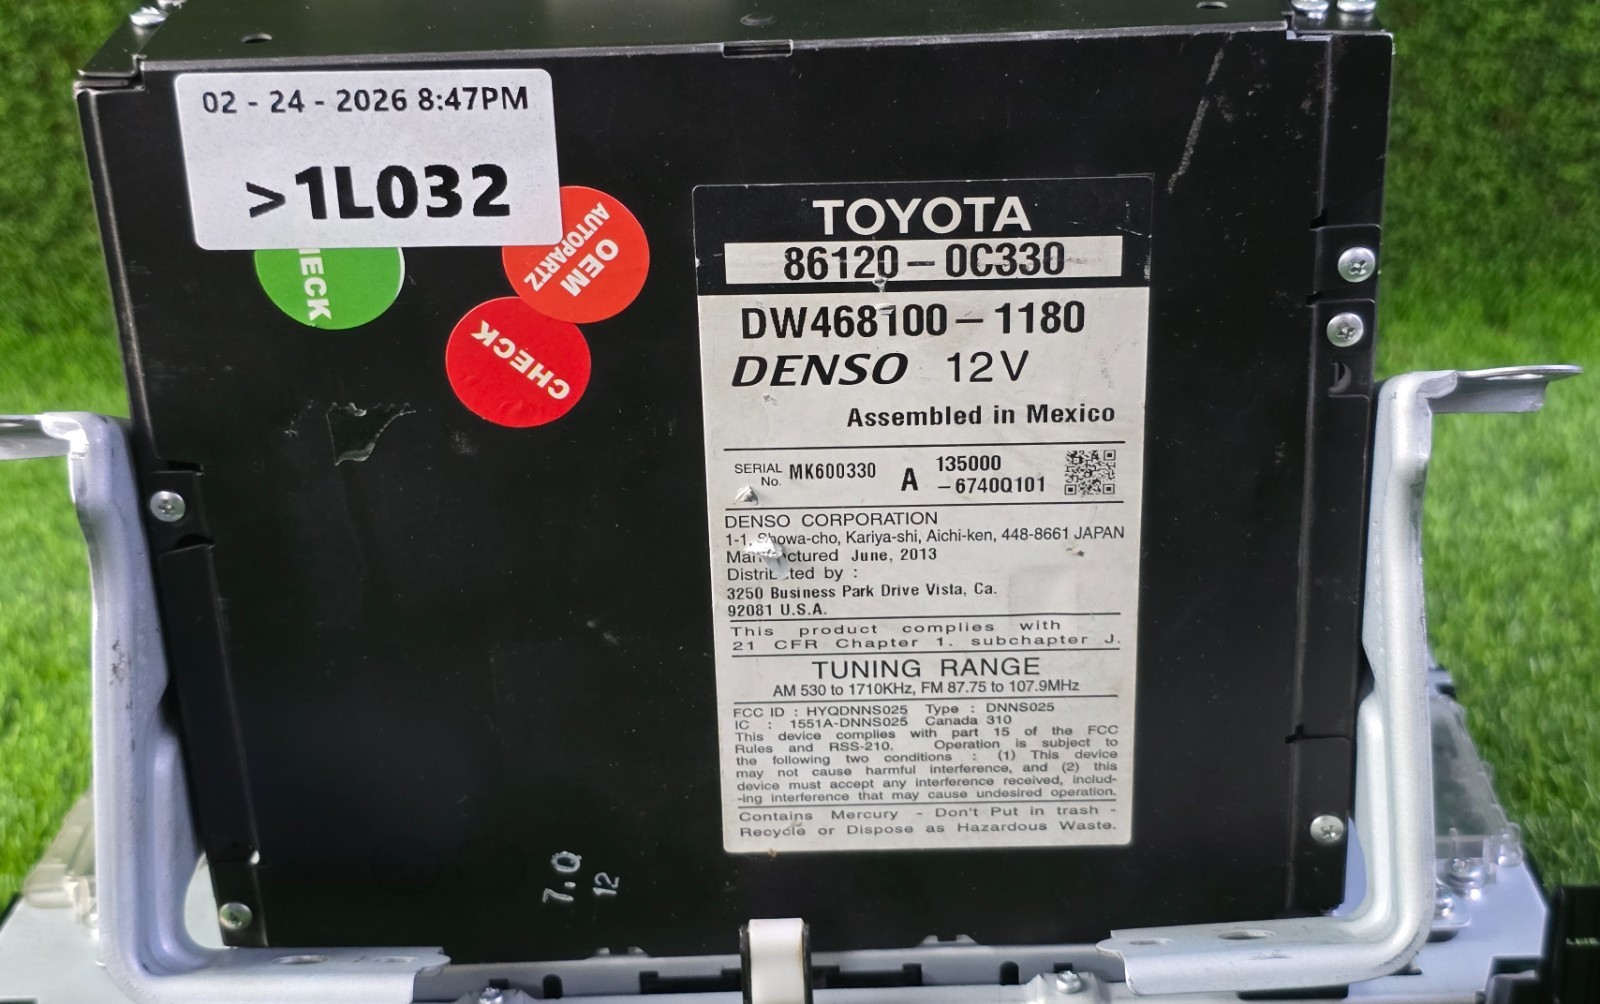 02 - 24 - 2026 8:47PM
>1L032
OEM
AUTOPARTZ
CHECK
TOYOTA
86120-0C330
DW468100-1180
DENSO 12V
Assembled in Mexico
SERIAL No. MK600330 A 135000
-6740Q101
DENSO CORPORATION
1-1, Showa-cho, Kariya-shi, Aichi-ken, 448-8661 JAPAN
Manufactured June, 2013
Distributed by :
3250 Business Park Drive Vista, Ca.
92081 U.S.A.
This product complies with
21 CFR Chapter 1. subchapter J.
TUNING RANGE
AM 530 to 1710KHz, FM 87.75 to 107.9MHz
FCC ID : HYQDNNS025 Type : DNNS025
IC : 1551A-DNNS025 Canada 310
This device complies with part 15 of the FCC
Rules and RSS-210. Operation is subject to
the following two conditions : (1) This device
may not cause harmful interference, and (2) this
device must accept any interference received, includ-
-ing interference that may cause undesired operation.
Contains Mercury - Don't Put in trash -
Recycle or Dispose as Hazardous Waste.
7.0
12